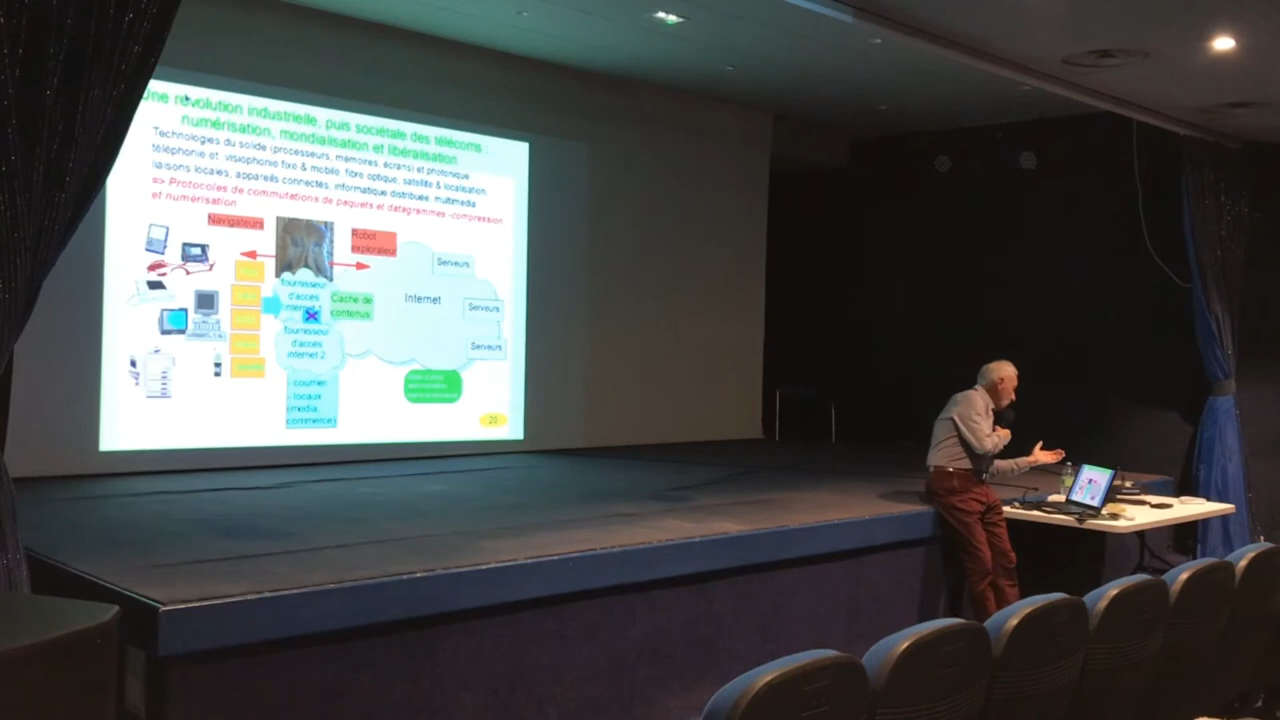 Une révolution industrielle, puis sociétale des télécoms :
numérisation, mondialisation et libéralisation
Technologies du solide (processeurs, mémoires, écrans) et photonique
téléphonie et visiophonie fixe & mobile, fibre optique, satellite & localisation,
liaisons locales, appareils connectés, informatique distribuée, multimedia
=> Protocoles de commutations de paquets et datagrammes -compression
et numérisation
Navigateurs
Robot
explorateur
Serveurs
fournisseur
d'accès
internet 1
Cache de
contenus
Internet
Serveurs
fournisseur
d'accès
internet 2
Serveurs
- courrier
- locaux
(media,
commerce)
20